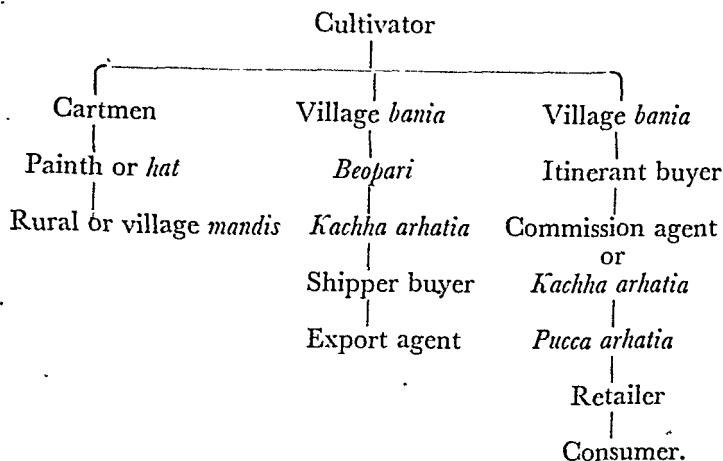 Cultivator
Cartmen Village bania Village bania
Painth or hat Beopari Itinerant buyer
Rural or village mandis Kachha arhatia Commission agent
or
Shipper buyer Kachha arhatia
Export agent Pucca arhatia
Retailer
Consumer.